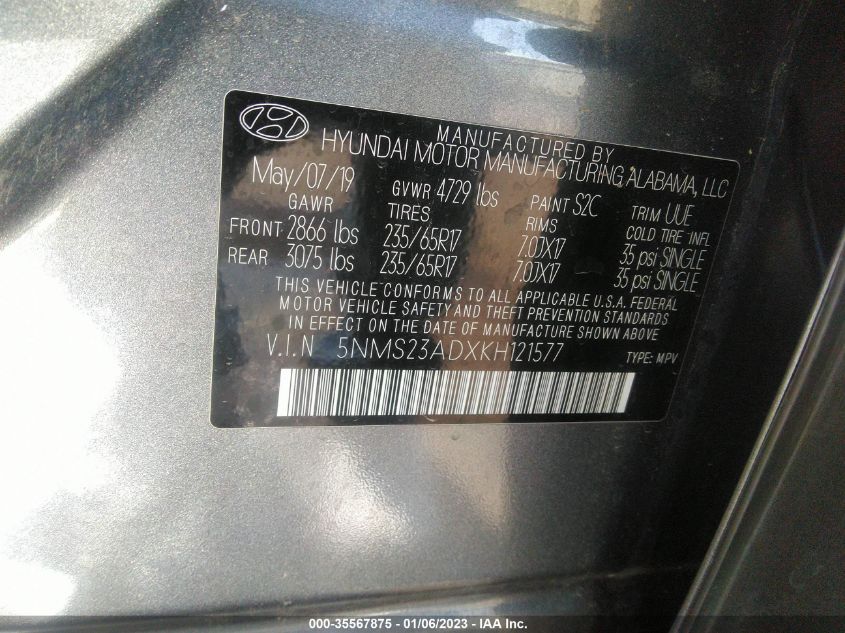 MANUFACTURED BY
HYUNDAI MOTOR MANUFACTURING ALABAMA, LLC
May/07/19 GVWR 4729 lbs PAINT S2C TRIM UUE
GAWR TIRES RIMS COLD TIRE INFL
FRONT 2866 lbs 235/65R17 7.0JX17 35 psi SINGLE
REAR 3075 lbs 235/65R17 7.0JX17 35 psi SINGLE
THIS VEHICLE CONFORMS TO ALL APPLICABLE U.S.A. FEDERAL
MOTOR VEHICLE SAFETY AND THEFT PREVENTION STANDARDS
IN EFFECT ON THE DATE OF MANUFACTURE SHOWN ABOVE
V.I.N 5NMS23ADXKH121577 TYPE: MPV
000-35567875 - 01/06/2023 - IAA Inc.